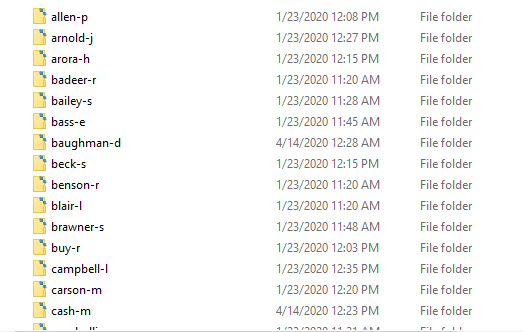 allen-p 1/23/2020 12:08 PM File folder
arnold-j 1/23/2020 12:27 PM File folder
arora-h 1/23/2020 12:15 PM File folder
badeer-r 1/23/2020 11:20 AM File folder
bailey-s 1/23/2020 11:28 AM File folder
bass-e 1/23/2020 11:45 AM File folder
baughman-d 4/14/2020 12:28 AM File folder
beck-s 1/23/2020 12:15 PM File folder
benson-r 1/23/2020 11:20 AM File folder
blair-l 1/23/2020 11:20 AM File folder
brawner-s 1/23/2020 11:48 AM File folder
buy-r 1/23/2020 12:03 PM File folder
campbell-l 1/23/2020 12:35 PM File folder
carson-m 1/23/2020 12:20 PM File folder
cash-m 4/14/2020 12:23 PM File folder